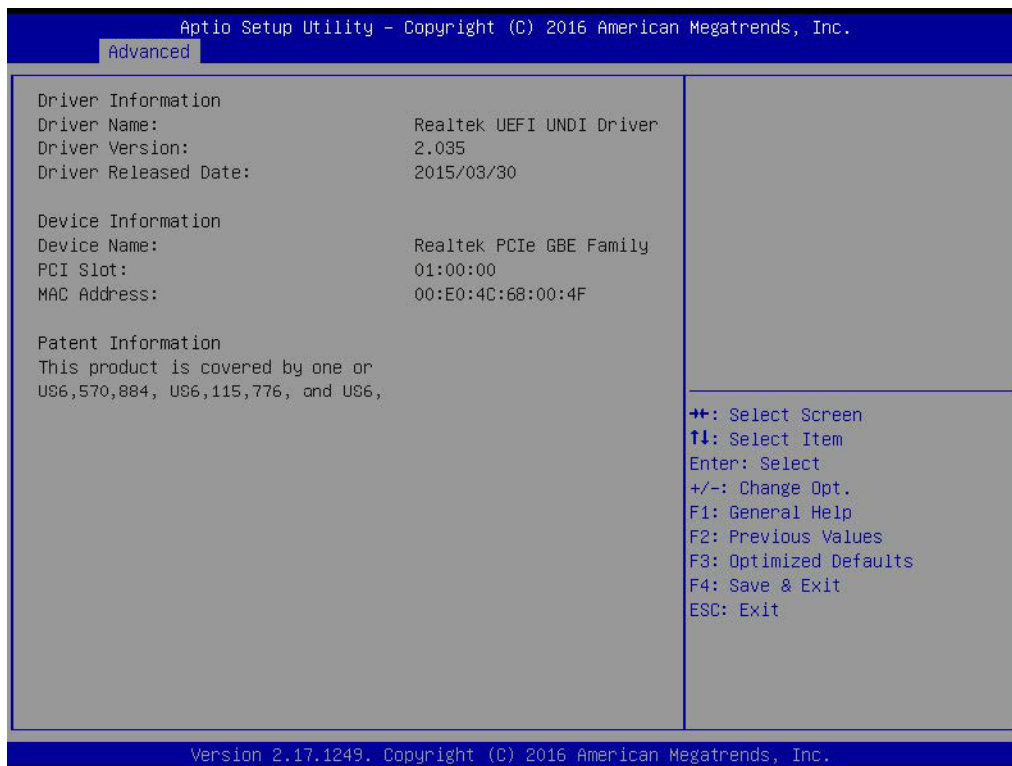 Aptio Setup Utility – Copyright (C) 2016 American Megatrends, Inc.
Advanced
Driver Information
Driver Name: Realtek UEFI UNDI Driver
Driver Version: 2.035
Driver Released Date: 2015/03/30
Device Information
Device Name: Realtek PCIe GBE Family
PCI Slot: 01:00:00
MAC Address: 00:E0:4C:68:00:4F
Patent Information
This product is covered by one or
US6,570,884, US6,115,776, and US6,
→←: Select Screen
↑↓: Select Item
Enter: Select
+/-: Change Opt.
F1: General Help
F2: Previous Values
F3: Optimized Defaults
F4: Save & Exit
ESC: Exit
Version 2.17.1249. Copyright (C) 2016 American Megatrends, Inc.